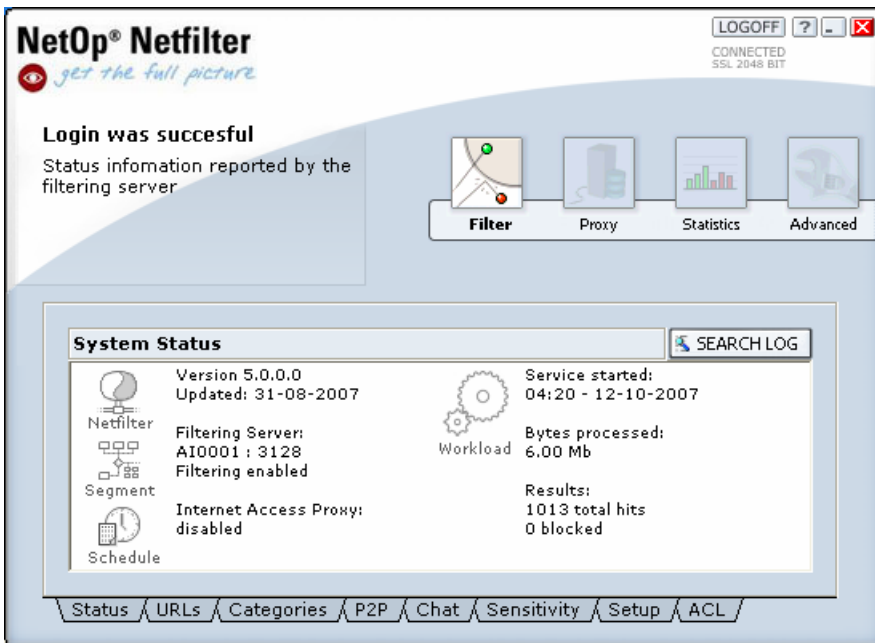 NetOp® Netfilter
get the full picture
LOGOFF ?
CONNECTED
SSL 2048 BIT
Login was succesful
Status infomation reported by the
filtering server
Filter
Proxy
Statistics
Advanced
System Status
SEARCH LOG
Netfilter
Version 5.0.0.0
Updated: 31-08-2007
Segment
Filtering Server:
AI0001 : 3128
Filtering enabled
Schedule
Internet Access Proxy:
disabled
Workload
Service started:
04:20 - 12-10-2007
Bytes processed:
6.00 Mb
Results:
1013 total hits
0 blocked
Status URLs Categories P2P Chat Sensitivity Setup ACL